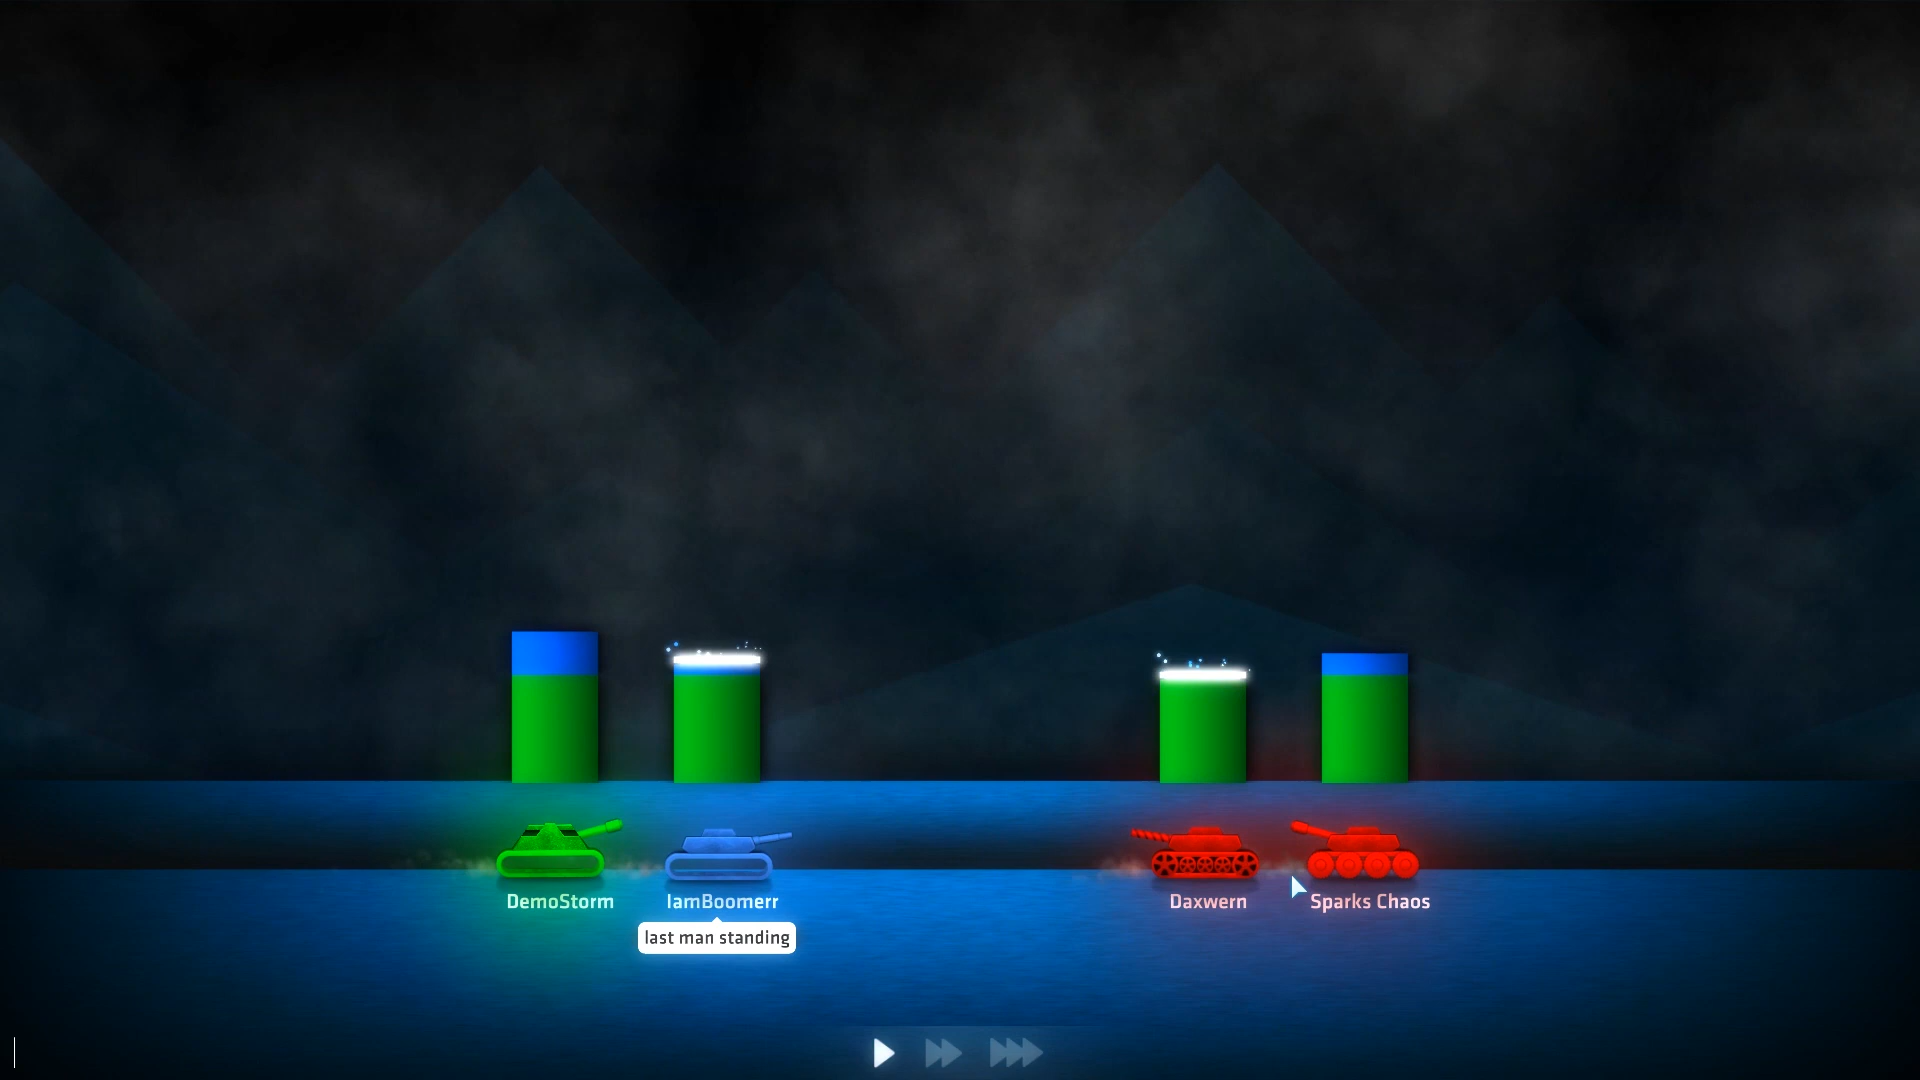 DemoStorm
IamBoomerr
Daxwern
Sparks Chaos
last man standing